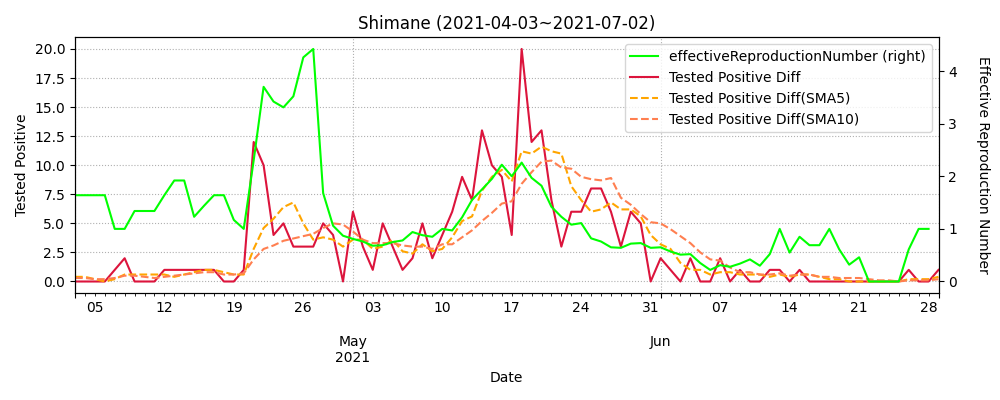 Shimane (2021-04-03~2021-07-02)
effectiveReproductionNumber (right)
Tested Positive Diff
Tested Positive Diff(SMA5)
Tested Positive Diff(SMA10)
Tested Positive
20.0
17.5
15.0
12.5
10.0
7.5
5.0
2.5
0.0
Effective Reproduction Number
4
3
2
1
0
05 12 19 26 03 10 17 24 31 07 14 21 28
May Jun
2021
Date